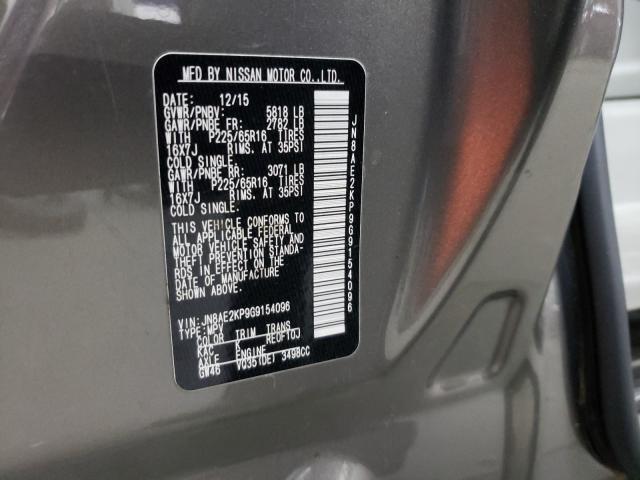 MFD BY NISSAN MOTOR CO.,LTD.
DATE: 12/15
GVWR/PNBV: 5818 LB
GAWR/PNBE FR: 2782 LB
WITH P225/65R16 TIRES
16X7J RIMS. AT 35PSI
COLD SINGLE.
GAWR/PNBE RR: 3071 LB
WITH P225/65R16 TIRES
16X7J RIMS. AT 35PSI
COLD SINGLE:
THIS VEHICLE CONFORMS TO
ALL APPLICABLE FEDERAL
MOTOR VEHICLE SAFETY AND
THEFT PREVENTION STANDA-
RDS IN EFFECT ON THE
DATE OF MANUFACTURE
SHOWN ABOVE.
VIN: JN8AE2KP9G9154096
TYPE:MPV
COLOR TRIM TRANS
KAC K RE0F10J
AXLE ENGINE
GW46 VQ35(DE) 3498CC
JN8AE2KP9G9154096